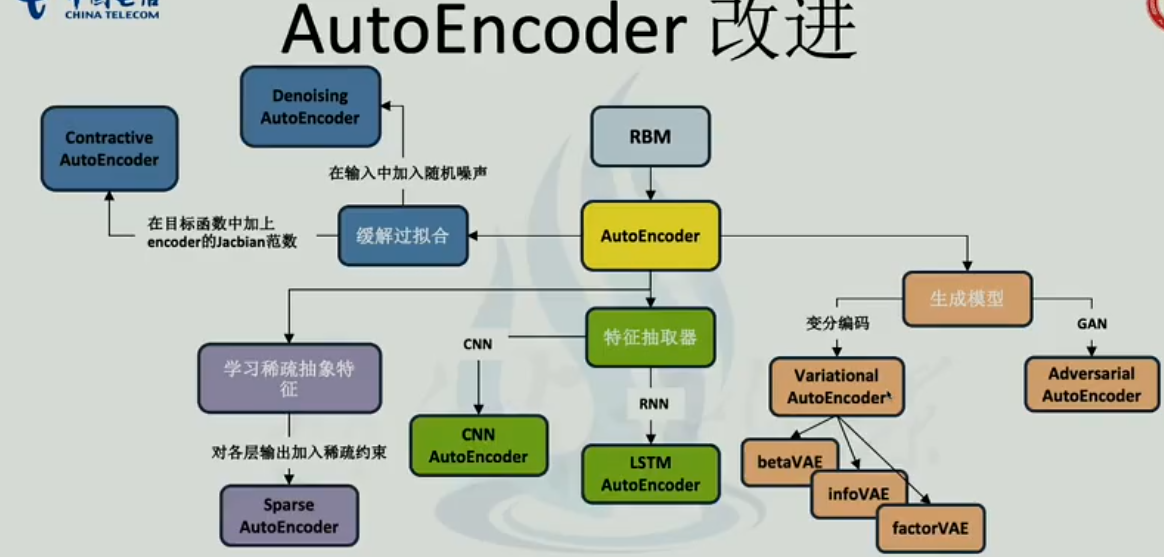 CHINA TELECOM
AutoEncoder 改进
Denoising
AutoEncoder
Contractive
AutoEncoder
RBM
在输入中加入随机噪声
在目标函数中加上
encoder的Jacbian范数
缓解过拟合
AutoEncoder
生成模型
变分编码
GAN
CNN
特征抽取器
学习稀疏抽象特
征
Variational
AutoEncoder
Adversarial
AutoEncoder
RNN
对各层输出加入稀疏约束
CNN
AutoEncoder
LSTM
AutoEncoder
betaVAE
infoVAE
factorVAE
Sparse
AutoEncoder